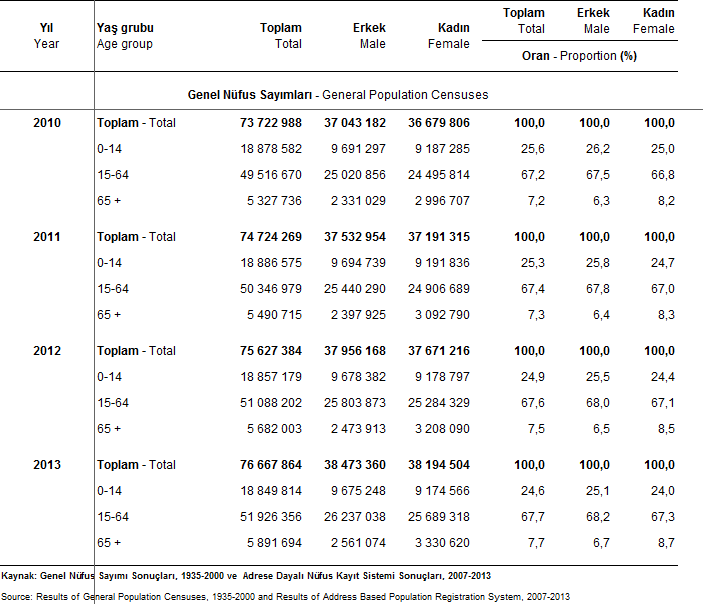 Toplam Erkek Kadın
Yıl Yaş grubu Toplam Erkek Kadın Total Male Female
Year Age group Total Male Female
Oran - Proportion (%)
Genel Nüfus Sayımları - General Population Censuses
2010 Toplam - Total 73 722 988 37 043 182 36 679 806 100,0 100,0 100,0
0-14 18 878 582 9 691 297 9 187 285 25,6 26,2 25,0
15-64 49 516 670 25 020 856 24 495 814 67,2 67,5 66,8
65 + 5 327 736 2 331 029 2 996 707 7,2 6,3 8,2
2011 Toplam - Total 74 724 269 37 532 954 37 191 315 100,0 100,0 100,0
0-14 18 886 575 9 694 739 9 191 836 25,3 25,8 24,7
15-64 50 346 979 25 440 290 24 906 689 67,4 67,8 67,0
65 + 5 490 715 2 397 925 3 092 790 7,3 6,4 8,3
2012 Toplam - Total 75 627 384 37 956 168 37 671 216 100,0 100,0 100,0
0-14 18 857 179 9 678 382 9 178 797 24,9 25,5 24,4
15-64 51 088 202 25 803 873 25 284 329 67,6 68,0 67,1
65 + 5 682 003 2 473 913 3 208 090 7,5 6,5 8,5
2013 Toplam - Total 76 667 864 38 473 360 38 194 504 100,0 100,0 100,0
0-14 18 849 814 9 675 248 9 174 566 24,6 25,1 24,0
15-64 51 926 356 26 237 038 25 689 318 67,7 68,2 67,3
65 + 5 891 694 2 561 074 3 330 620 7,7 6,7 8,7
Kaynak: Genel Nüfus Sayımı Sonuçları, 1935-2000 ve Adrese Dayalı Nüfus Kayıt Sistemi Sonuçları, 2007-2013
Source: Results of General Population Censuses, 1935-2000 and Results of Address Based Population Registration System, 2007-2013